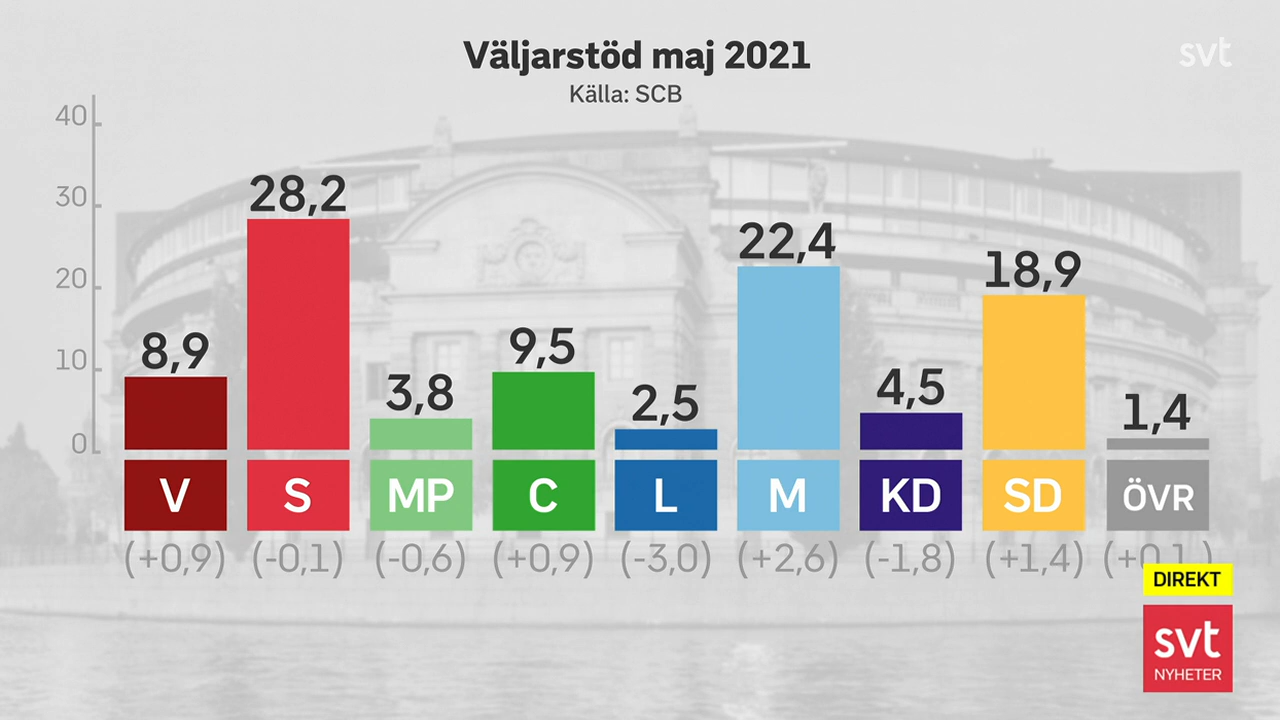 Väljarstöd maj 2021
svt
Källa: SCB
40
30
20
10
0
8,9
28,2
3,8
9,5
2,5
22,4
4,5
18,9
1,4
V
S
MP
C
L
M
KD
SD
ÖVR
(+0,9)
(-0,1)
(-0,6)
(+0,9)
(-3,0)
(+2,6)
(-1,8)
(+1,4)
(+0,1)
DIREKT
svt
NYHETER